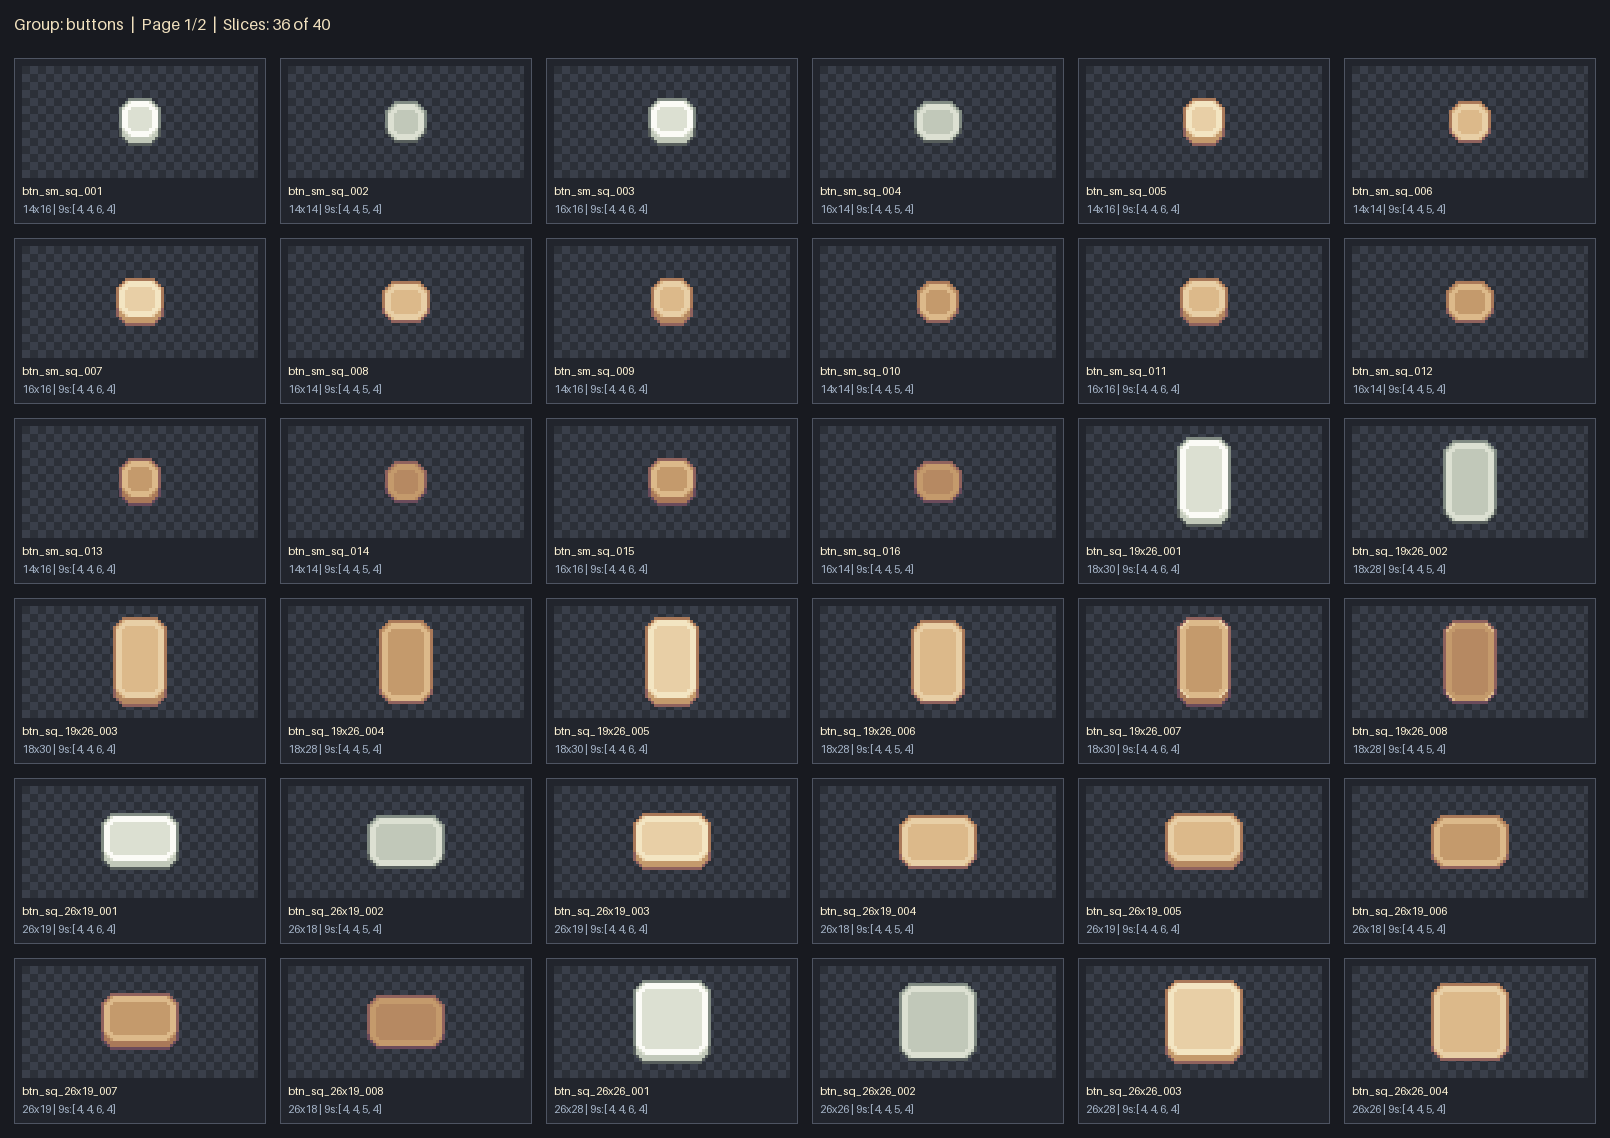 Group: buttons | Page 1/2 | Slices: 36 of 40
btn_sm_sq_001
14x16 | 9s:[4, 4, 6, 4]
btn_sm_sq_002
14x14 | 9s:[4, 4, 5, 4]
btn_sm_sq_003
16x16 | 9s:[4, 4, 6, 4]
btn_sm_sq_004
16x14 | 9s:[4, 4, 5, 4]
btn_sm_sq_005
14x16 | 9s:[4, 4, 6, 4]
btn_sm_sq_006
14x14 | 9s:[4, 4, 5, 4]
btn_sm_sq_007
16x16 | 9s:[4, 4, 6, 4]
btn_sm_sq_008
16x14 | 9s:[4, 4, 5, 4]
btn_sm_sq_009
14x16 | 9s:[4, 4, 6, 4]
btn_sm_sq_010
14x14 | 9s:[4, 4, 5, 4]
btn_sm_sq_011
16x16 | 9s:[4, 4, 6, 4]
btn_sm_sq_012
16x14 | 9s:[4, 4, 5, 4]
btn_sm_sq_013
14x16 | 9s:[4, 4, 6, 4]
btn_sm_sq_014
14x14 | 9s:[4, 4, 5, 4]
btn_sm_sq_015
16x16 | 9s:[4, 4, 6, 4]
btn_sm_sq_016
16x14 | 9s:[4, 4, 5, 4]
btn_sq_19x26_001
18x30 | 9s:[4, 4, 6, 4]
btn_sq_19x26_002
18x28 | 9s:[4, 4, 5, 4]
btn_sq_19x26_003
18x30 | 9s:[4, 4, 6, 4]
btn_sq_19x26_004
18x28 | 9s:[4, 4, 5, 4]
btn_sq_19x26_005
18x30 | 9s:[4, 4, 6, 4]
btn_sq_19x26_006
18x28 | 9s:[4, 4, 5, 4]
btn_sq_19x26_007
18x30 | 9s:[4, 4, 6, 4]
btn_sq_19x26_008
18x28 | 9s:[4, 4, 5, 4]
btn_sq_26x19_001
26x19 | 9s:[4, 4, 6, 4]
btn_sq_26x19_002
26x18 | 9s:[4, 4, 5, 4]
btn_sq_26x19_003
26x19 | 9s:[4, 4, 6, 4]
btn_sq_26x19_004
26x18 | 9s:[4, 4, 5, 4]
btn_sq_26x19_005
26x19 | 9s:[4, 4, 6, 4]
btn_sq_26x19_006
26x18 | 9s:[4, 4, 5, 4]
btn_sq_26x19_007
26x19 | 9s:[4, 4, 6, 4]
btn_sq_26x19_008
26x18 | 9s:[4, 4, 5, 4]
btn_sq_26x26_001
26x28 | 9s:[4, 4, 6, 4]
btn_sq_26x26_002
26x26 | 9s:[4, 4, 5, 4]
btn_sq_26x26_003
26x28 | 9s:[4, 4, 6, 4]
btn_sq_26x26_004
26x26 | 9s:[4, 4, 5, 4]